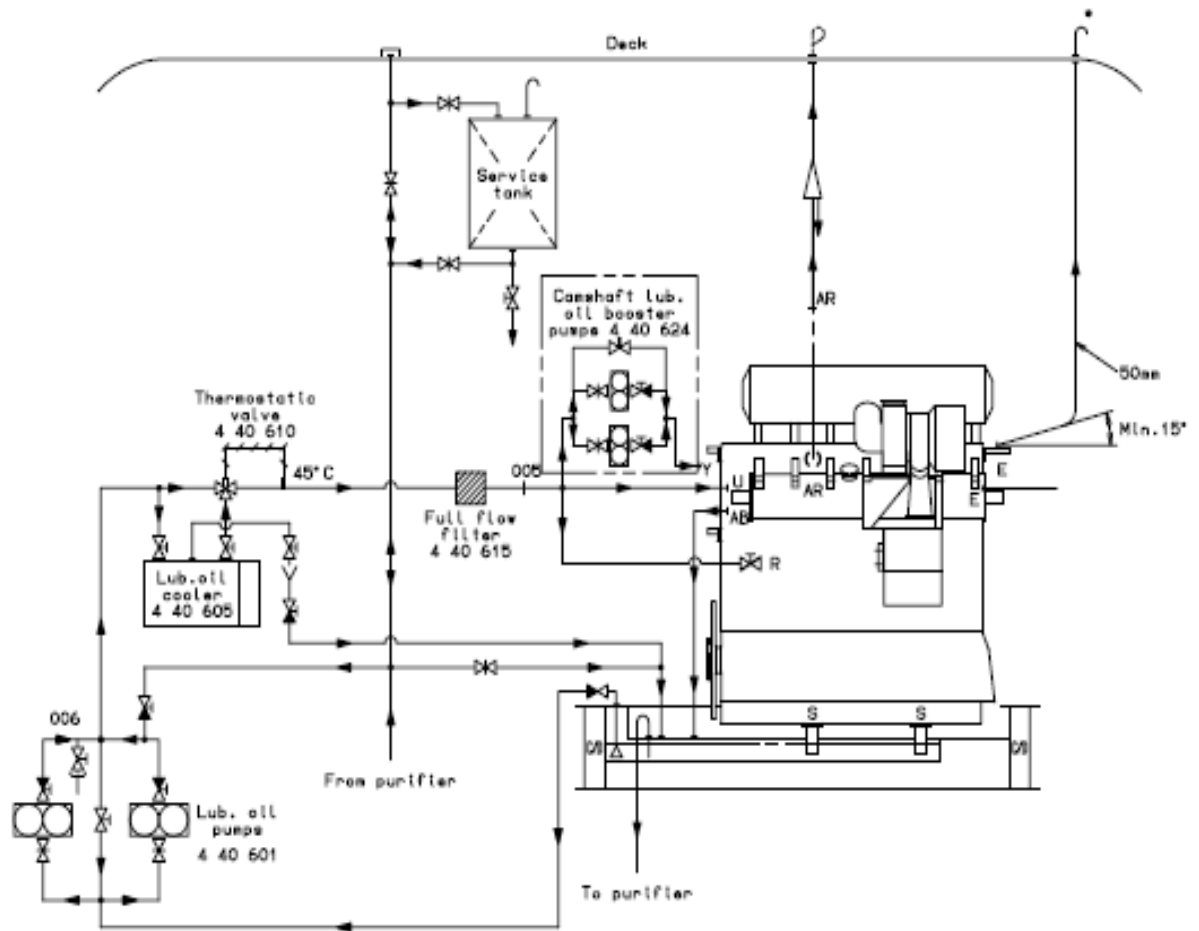 Deck
Service
tank
Camshaft lub.
oil booster
pumps 4 40 624
AR
50mm
Min.15°
Thermostatic
valve
4 40 610
45°C
005
Y
U
AR
E
E
AB
Full flow
filter
4 40 615
R
Lub.oil
cooler
4 40 605
006
S
S
From purifier
Lub. oil
pumps
4 40 601
To purifier